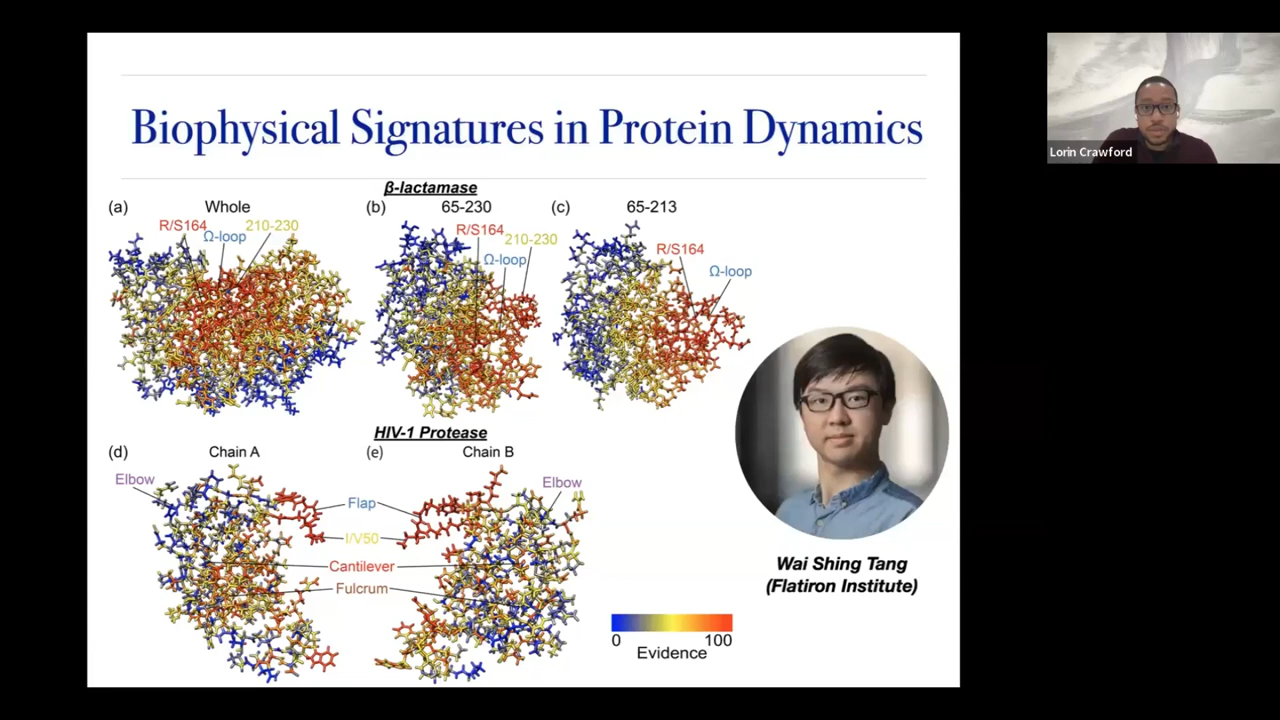 Biophysical Signatures in Protein Dynamics
β-lactamase
(a)
Whole
R/S164
Ω-loop
210-230
(b)
65-230
R/S164
210-230
Ω-loop
(c)
65-213
R/S164
Ω-loop
HIV-1 Protease
(d)
Chain A
(e)
Chain B
Elbow
Elbow
Flap
I/V50
Cantilever
Fulcrum
0
100
Evidence
Wai Shing Tang
(Flatiron Institute)
Lorin Crawford